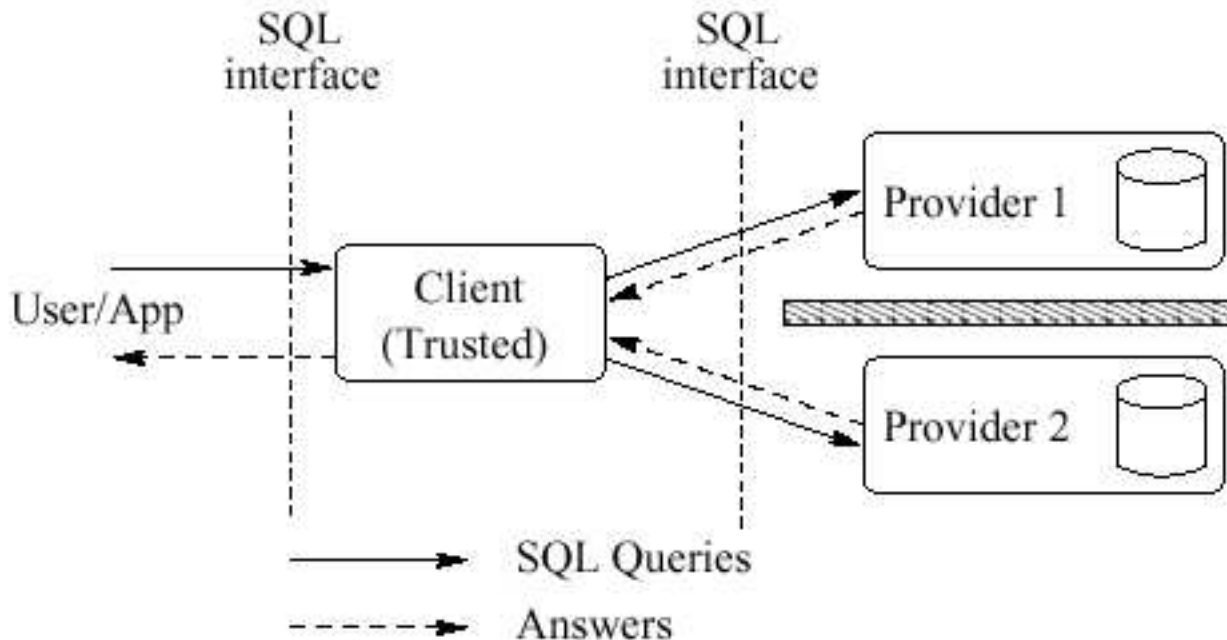 SQL
interface
SQL
interface
Provider 1
Client
(Trusted)
User/App
Provider 2
SQL Queries
Answers